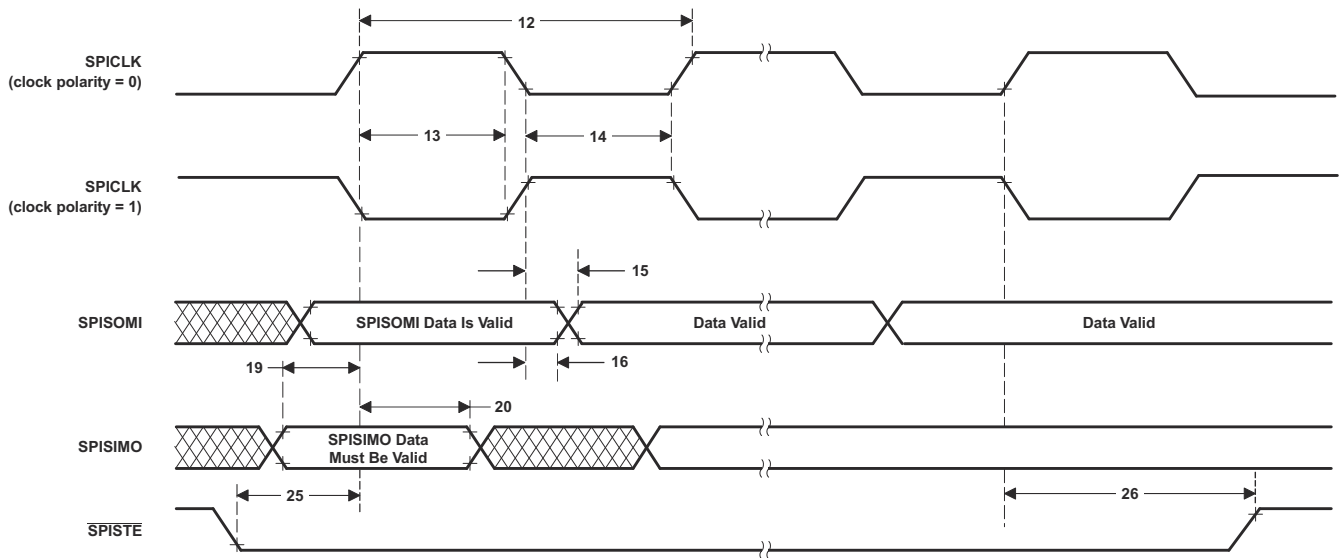 12
SPICLK
(clock polarity = 0)
13
14
SPICLK
(clock polarity = 1)
15
SPISOMI
SPISOMI Data Is Valid
Data Valid
Data Valid
16
19
20
SPISIMO
SPISIMO Data
Must Be Valid
25
26
SPISTE